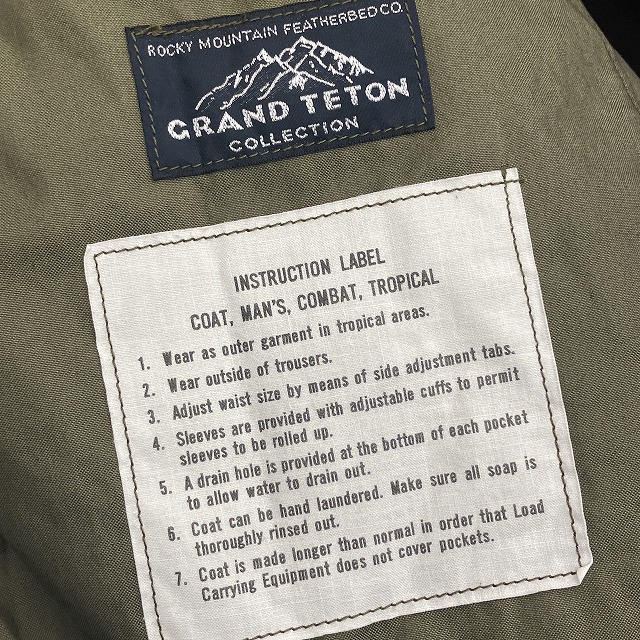 ROCKY MOUNTAIN FEATHERBED CO.
GRAND TETON
COLLECTION
INSTRUCTION LABEL
COAT, MAN'S, COMBAT, TROPICAL
1. Wear as outer garment in tropical areas.
2. Wear outside of trousers.
3. Adjust waist size by means of side adjustment tabs.
4. Sleeves are provided with adjustable cuffs to permit
sleeves to be rolled up.
5. A drain hole is provided at the bottom of each pocket
to allow water to drain out.
6. Coat can be hand laundered. Make sure all soap is
thoroughly rinsed out.
7. Coat is made longer than normal in order that Load
Carrying Equipment does not cover pockets.